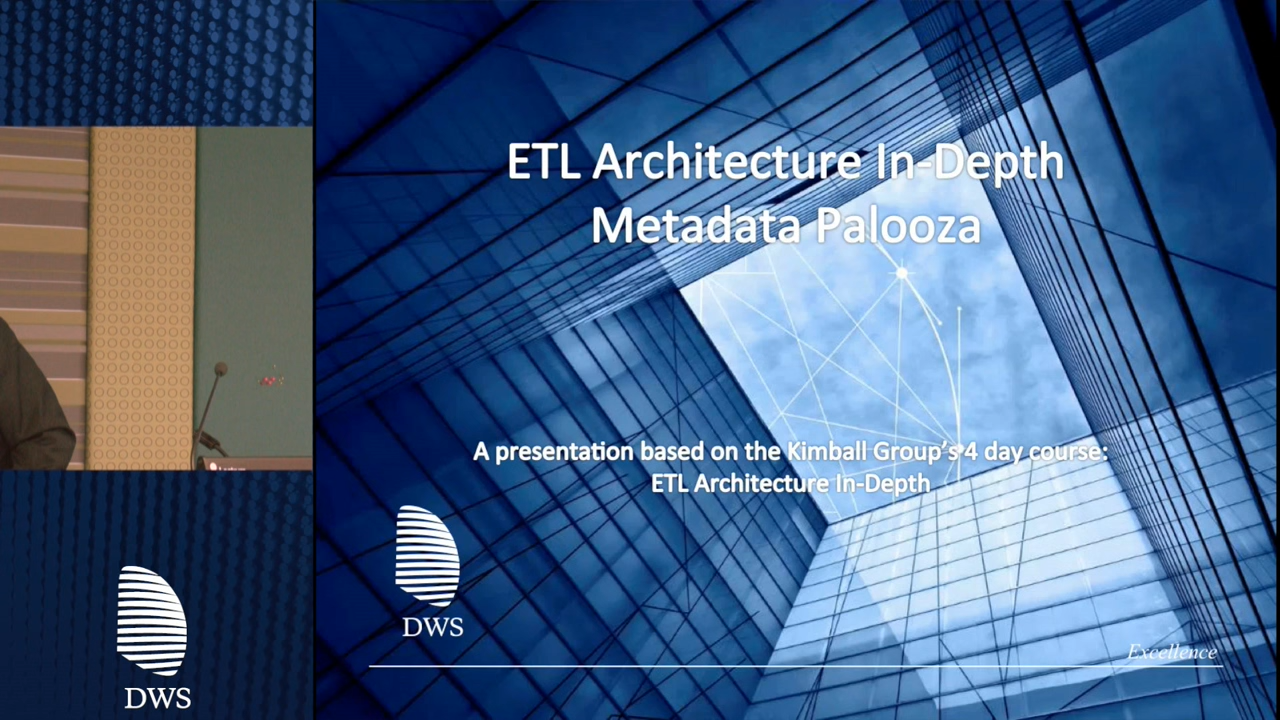 ETL Architecture In-Depth
Metadata Palooza
A presentation based on the Kimball Group's 4 day course:
ETL Architecture In-Depth
DWS
Excellence
DWS